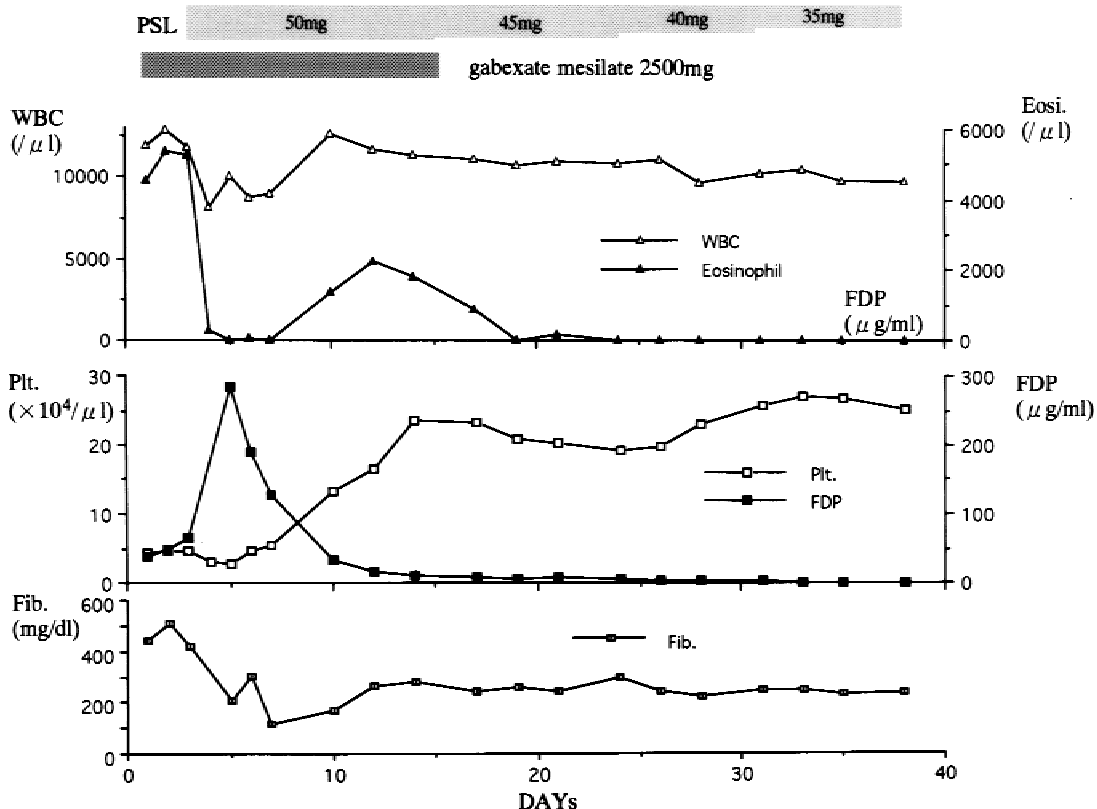 PSL 50mg 45mg 40mg 35mg
gabexate mesilate 2500mg
WBC
(/μl)
Eosi.
(/μl)
10000
5000
0
6000
4000
2000
0
WBC
Eosinophil
FDP
(μg/ml)
Plt.
(×10⁴/μl)
FDP
(μg/ml)
30
20
10
0
300
200
100
0
Plt.
FDP
Fib.
(mg/dl)
600
400
200
0
Fib.
0 10 20 30 40
DAYs